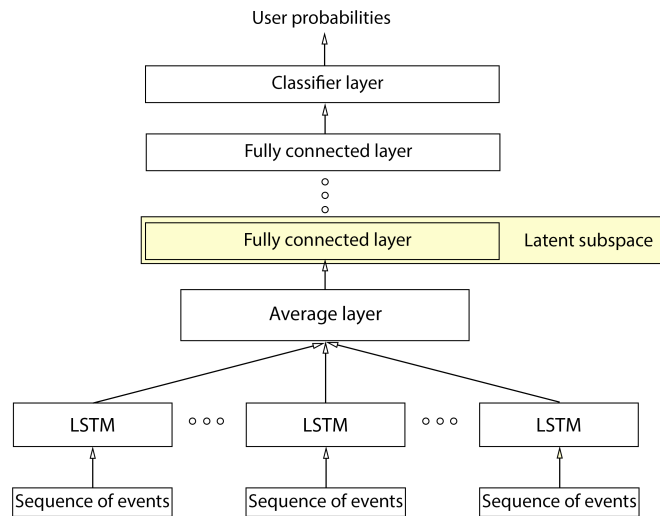 User probabilities
Classifier layer
Fully connected layer
Fully connected layer
Latent subspace
Average layer
LSTM
LSTM
LSTM
Sequence of events
Sequence of events
Sequence of events